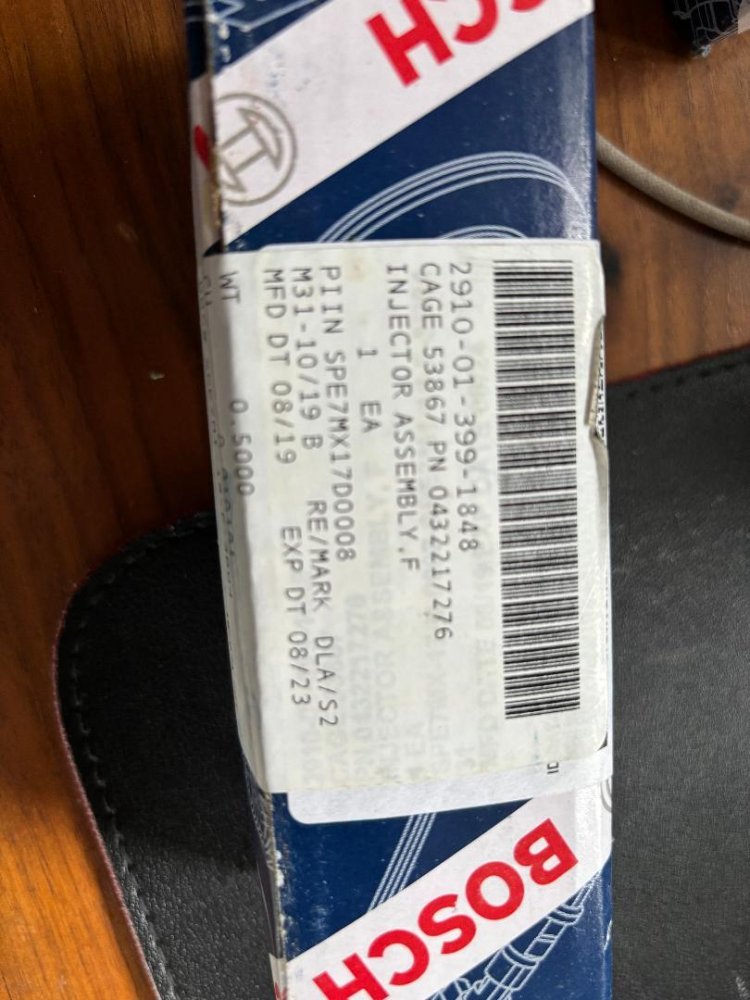 BOSCH
2910-01-399-1848
CAGE 53867 PN 0432217276
INJECTOR ASSEMBLY,F
1 EA
PIIN SPE7MX17D0008
M31-10/19 B RE/MARK DLA/S2
MFD DT 08/19 EXP DT 08/23
WT 0.5000
BOSCH